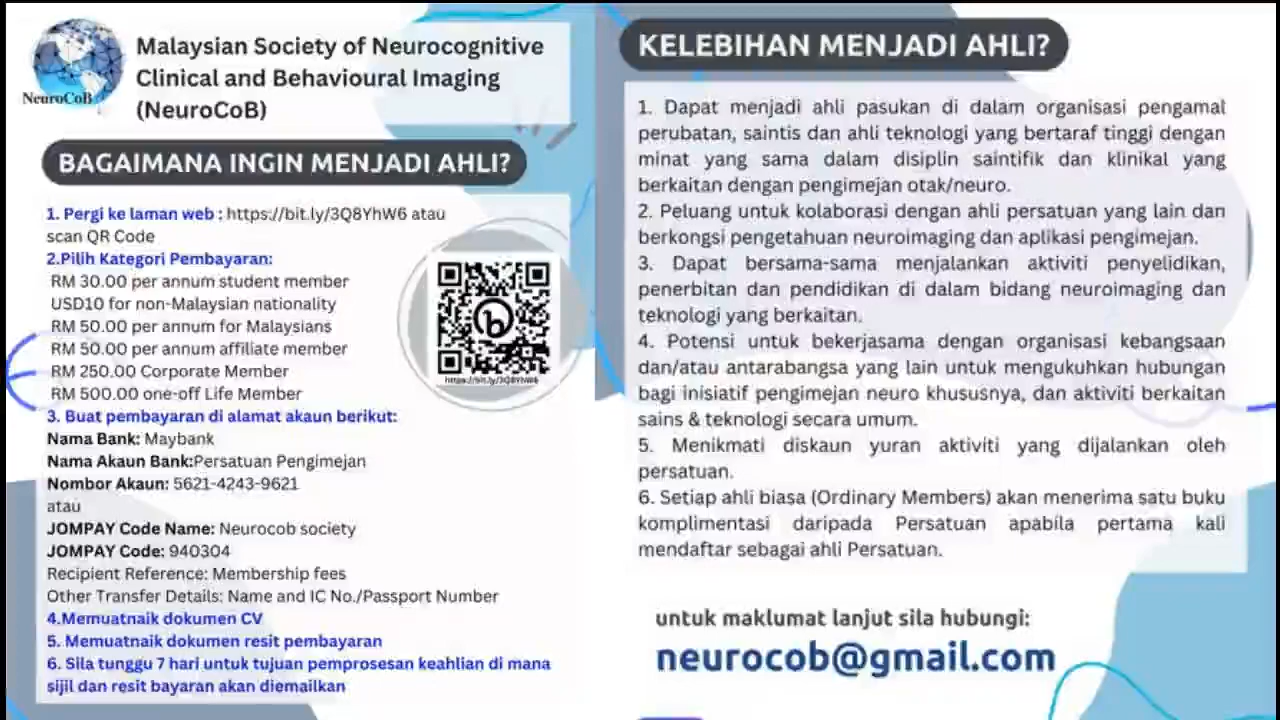 NeuroCoB
Malaysian Society of Neurocognitive
Clinical and Behavioural Imaging
(NeuroCoB)
BAGAIMANA INGIN MENJADI AHLI?
1. Pergi ke laman web : https://bit.ly/3Q8YhW6 atau
scan QR Code
2.Pilih Kategori Pembayaran:
RM 30.00 per annum student member
USD10 for non-Malaysian nationality
RM 50.00 per annum for Malaysians
RM 50.00 per annum affiliate member
RM 250.00 Corporate Member
RM 500.00 one-off Life Member
https://bit.ly/3Q8YhW6
3. Buat pembayaran di alamat akaun berikut:
Nama Bank: Maybank
Nama Akaun Bank:Persatuan Pengimejan
Nombor Akaun: 5621-4243-9621
atau
JOMPAY Code Name: Neurocob society
JOMPAY Code: 940304
Recipient Reference: Membership fees
Other Transfer Details: Name and IC No./Passport Number
4.Memuatnaik dokumen CV
5. Memuatnaik dokumen resit pembayaran
6. Sila tunggu 7 hari untuk tujuan pemprosesan keahlian di mana
sijil dan resit bayaran akan diemailkan
KELEBIHAN MENJADI AHLI?
1. Dapat menjadi ahli pasukan di dalam organisasi pengamal
perubatan, saintis dan ahli teknologi yang bertaraf tinggi dengan
minat yang sama dalam disiplin saintifik dan klinikal yang
berkaitan dengan pengimejan otak/neuro.
2. Peluang untuk kolaborasi dengan ahli persatuan yang lain dan
berkongsi pengetahuan neuroimaging dan aplikasi pengimejan.
3. Dapat bersama-sama menjalankan aktiviti penyelidikan,
penerbitan dan pendidikan di dalam bidang neuroimaging dan
teknologi yang berkaitan.
4. Potensi untuk bekerjasama dengan organisasi kebangsaan
dan/atau antarabangsa yang lain untuk mengukuhkan hubungan
bagi inisiatif pengimejan neuro khususnya, dan aktiviti berkaitan
sains & teknologi secara umum.
5. Menikmati diskaun yuran aktiviti yang dijalankan oleh
persatuan.
6. Setiap ahli biasa (Ordinary Members) akan menerima satu buku
komplimentasi daripada Persatuan apabila pertama kali
mendaftar sebagai ahli Persatuan.
untuk maklumat lanjut sila hubungi:
neurocob@gmail.com